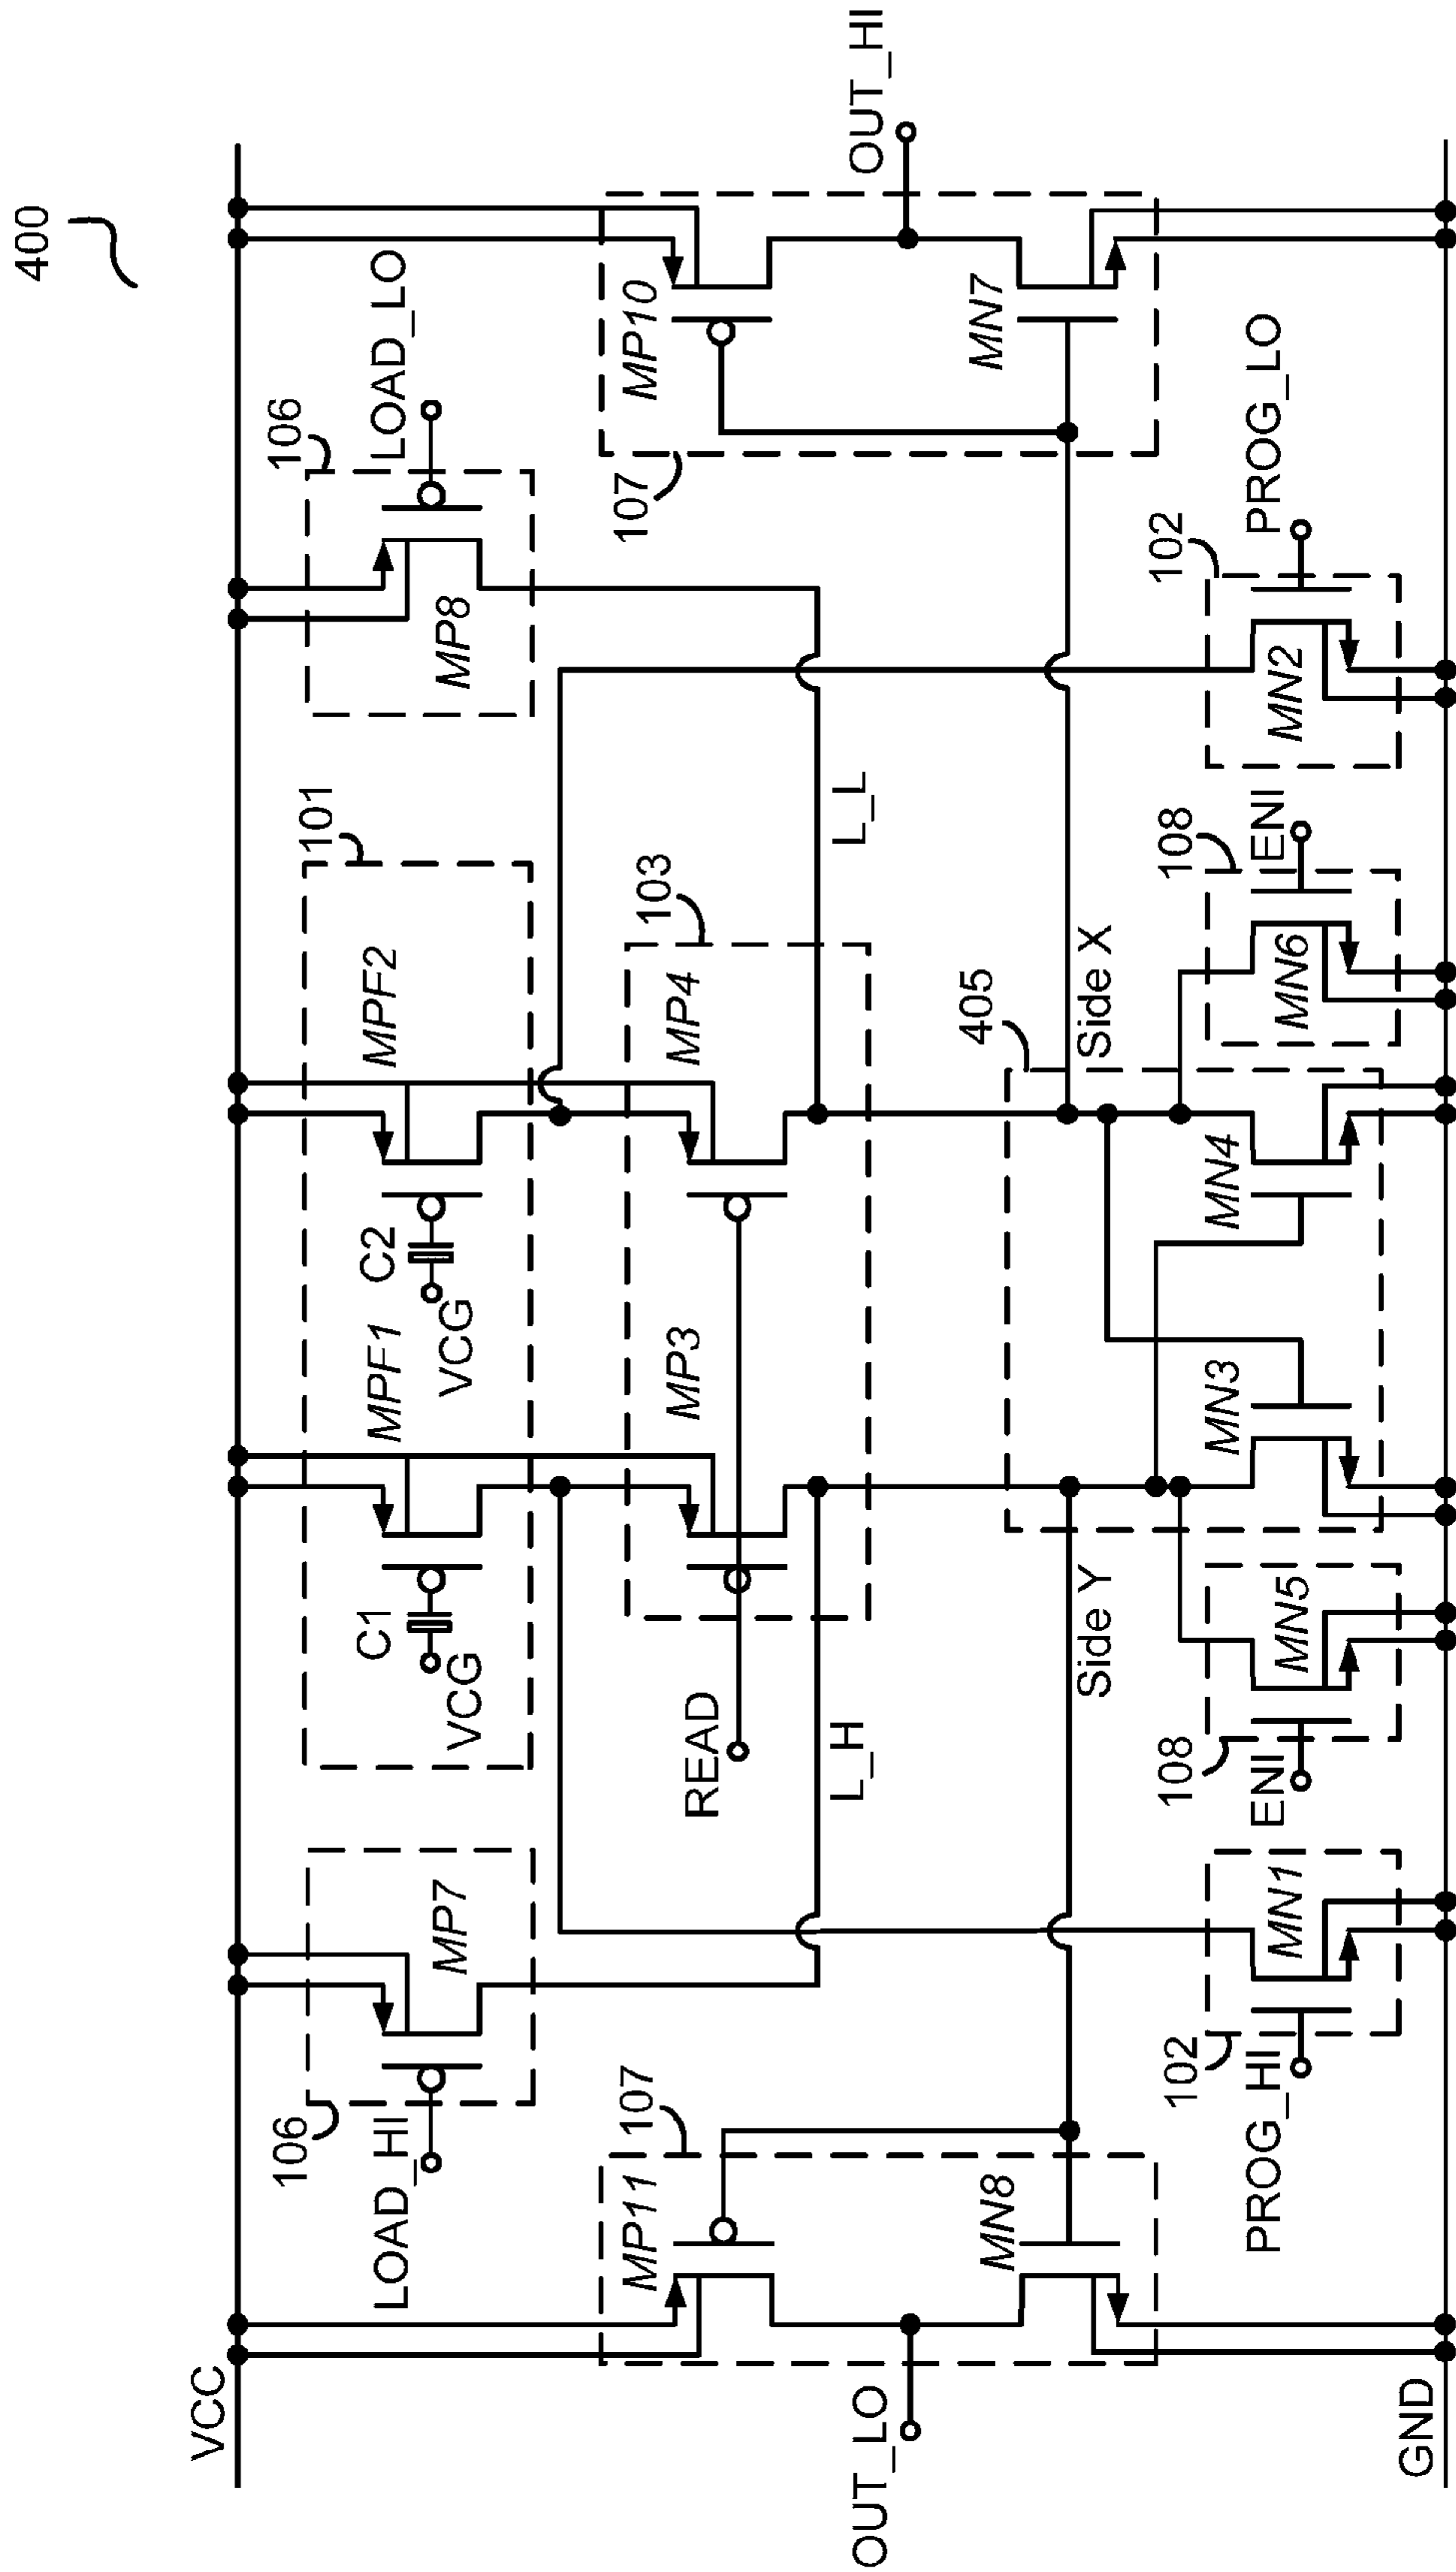 400
VCC
106
LOAD_HI
MP7
C1
VCG
MPF1
C2
VCG
MPF2
101
MP8
106
LOAD_LO
107
MP11
OUT_LO
MN8
READ
MP3
MP4
103
L_H
L_L
107
MP10
MN7
OUT_HI
Side Y
Side X
405
102
PROG_HI
MN1
108
ENI
MN5
MN3
MN4
MN6
108
ENI
MN2
102
PROG_LO
GND